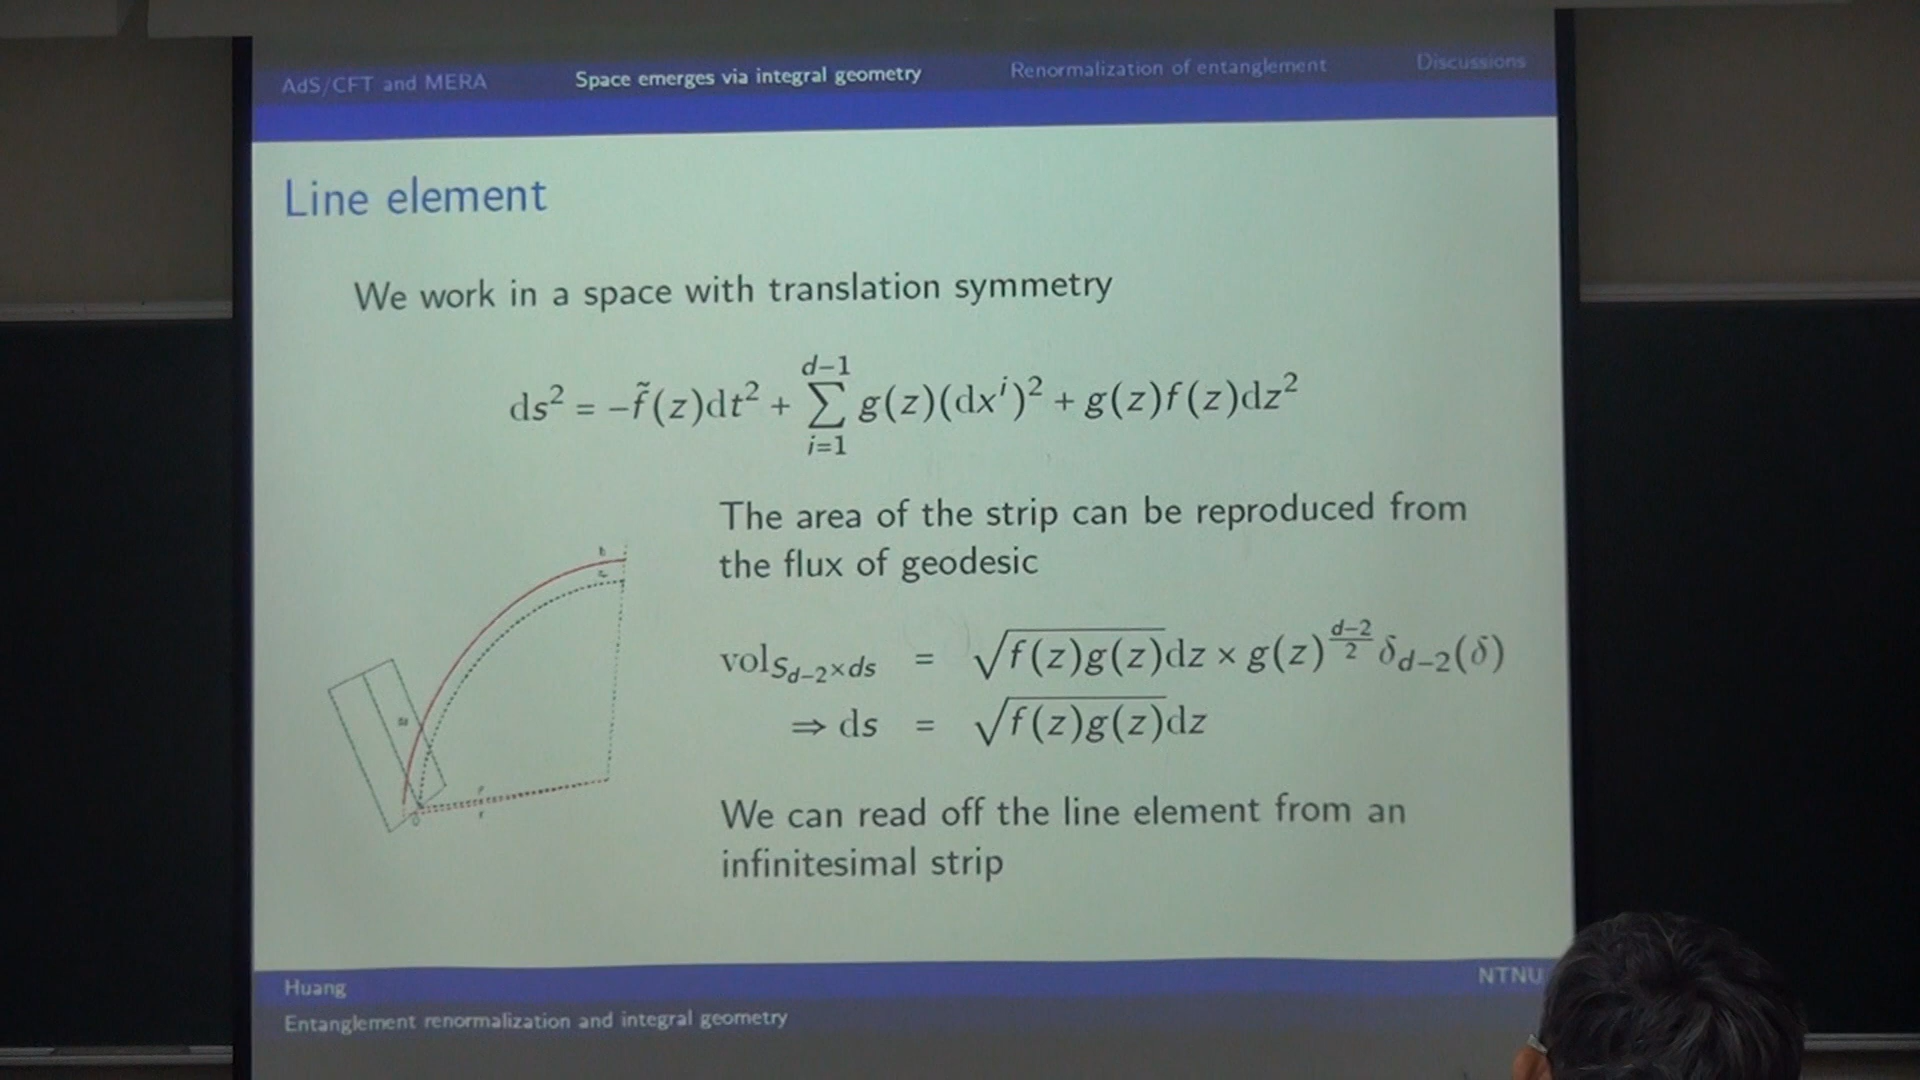 AdS/CFT and MERA Space emerges via integral geometry Renormalization of entanglement Discussions
Line element
We work in a space with translation symmetry
ds² = −f̃(z)dt² + ∑_{i=1}^{d−1} g(z)(dxⁱ)² + g(z)f(z)dz²
The area of the strip can be reproduced from
the flux of geodesic
vol_{S_{d−2}×ds} = √(f(z)g(z))dz × g(z)^{(d−2)/2} δ_{d−2}(δ)
⇒ ds = √(f(z)g(z))dz
We can read off the line element from an
infinitesimal strip
Huang NTNU
Entanglement renormalization and integral geometry